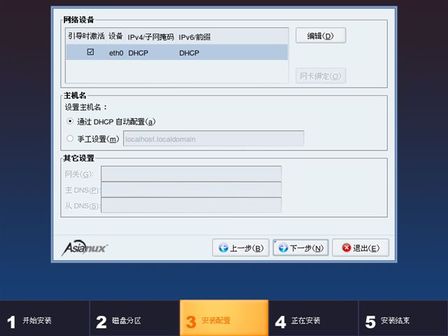 网络设备
引导时激活 设备 IPv4/子网掩码 IPv6/前缀
eth0 DHCP DHCP
编辑(D)
网卡绑定(O)
主机名
设置主机名：
通过 DHCP 自动配置(a)
手工设置(m) localhost.localdomain
其它设置
网关(G):
主 DNS(P):
从 DNS(S):
Asianux
上一步(B) 下一步(N) 退出(E)
1 开始安装 2 磁盘分区 3 安装配置 4 正在安装 5 安装结束